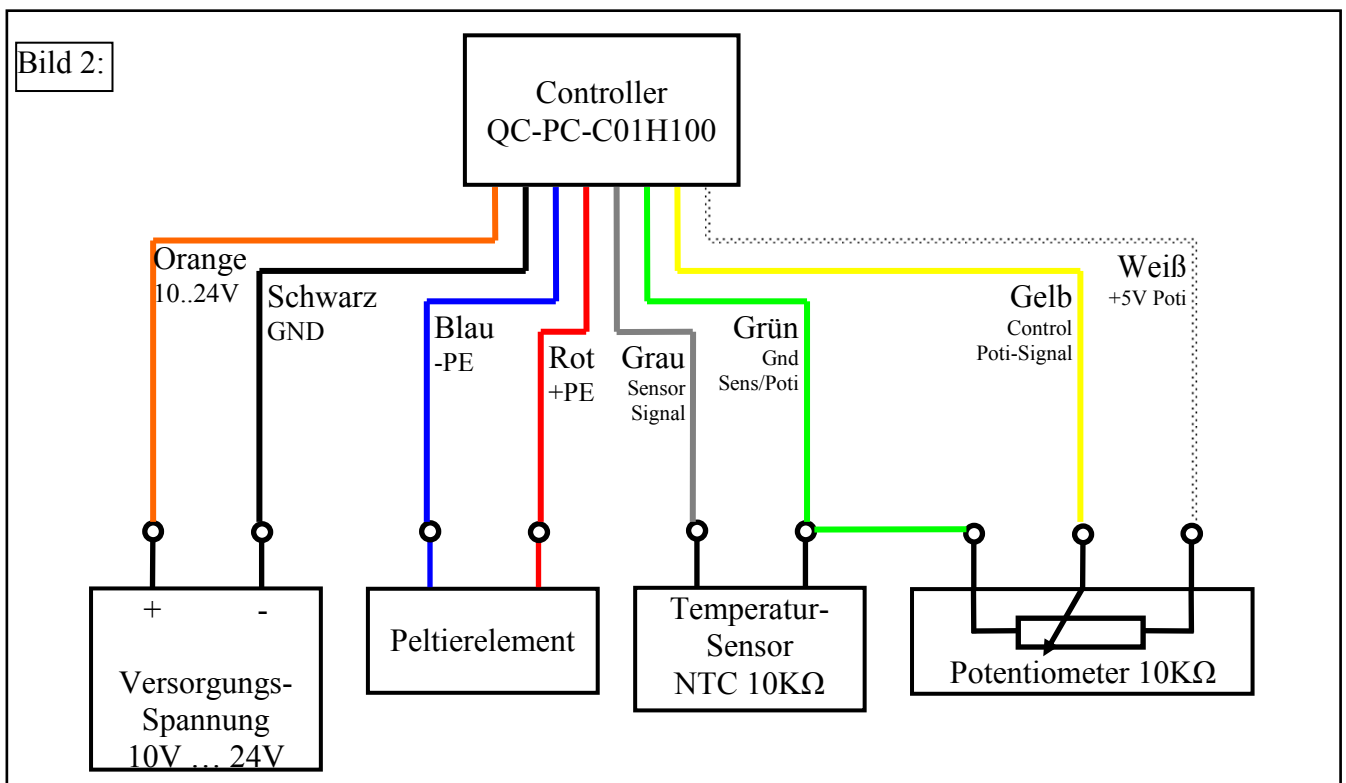 Bild 2:
Controller
QC-PC-C01H100
Orange
10..24V
Schwarz
GND
Blau
-PE
Rot
+PE
Grau
Sensor
Signal
Grün
Gnd
Sens/Poti
Gelb
Control
Poti-Signal
Weiß
+5V Poti
+ -
Versorgungs-
Spannung
10V … 24V
Peltierelement
Temperatur-
Sensor
NTC 10KΩ
Potentiometer 10KΩ